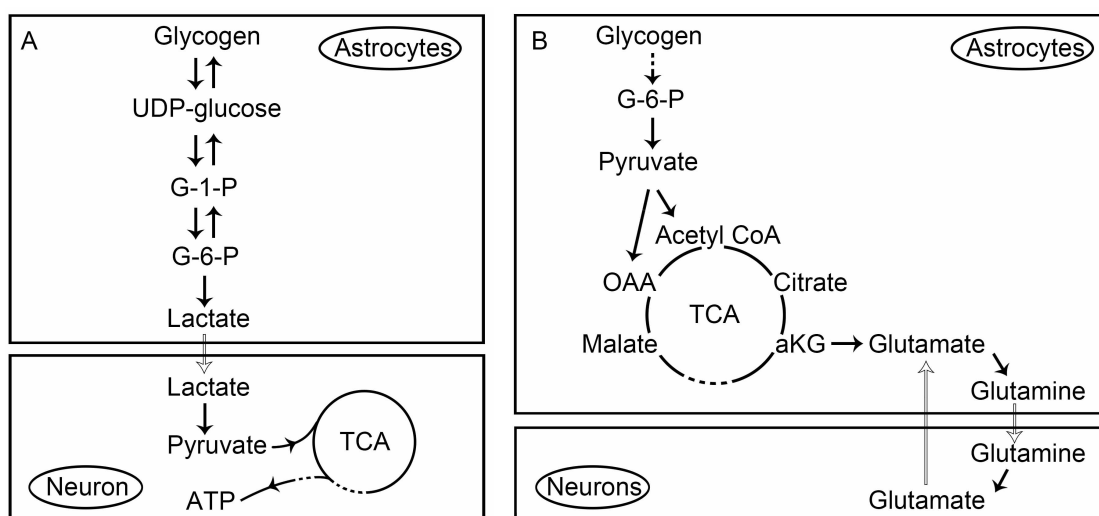 A
Glycogen
Astrocytes
UDP-glucose
G-1-P
G-6-P
Lactate
Lactate
Pyruvate
TCA
Neuron
ATP
B
Glycogen
Astrocytes
G-6-P
Pyruvate
Acetyl CoA
OAA
Citrate
TCA
Malate
aKG
Glutamate
Glutamine
Glutamine
Neurons
Glutamate